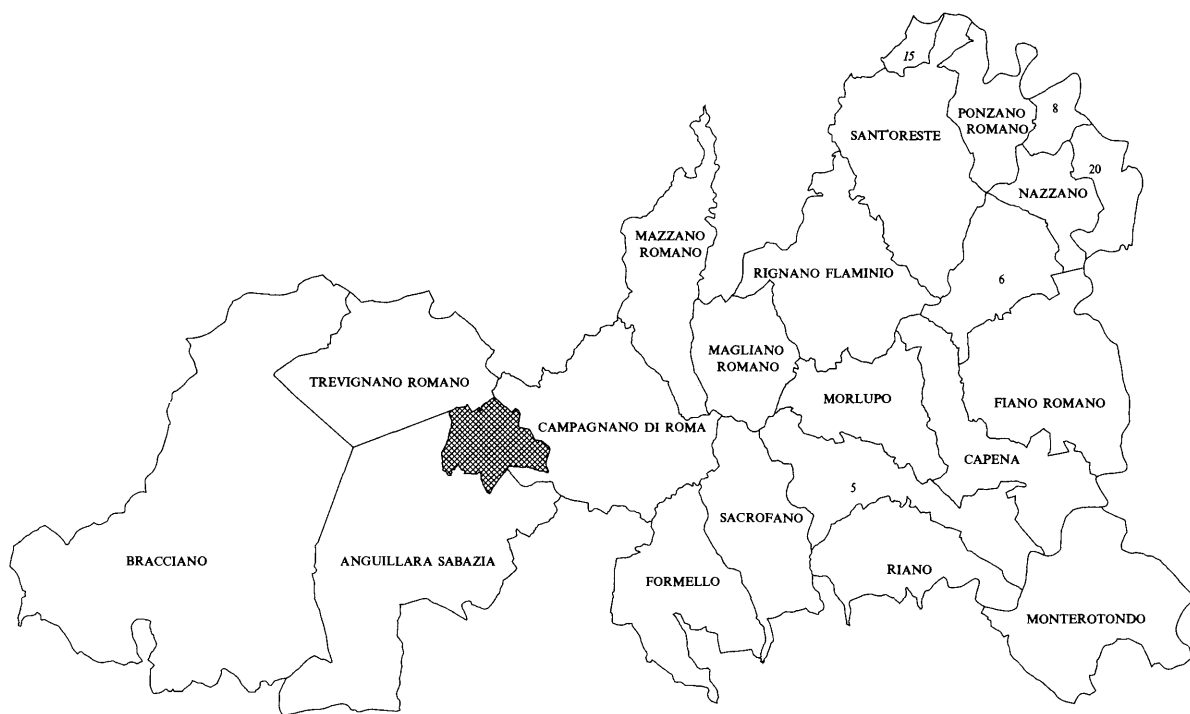 15
PONZANO
ROMANO
8
SANT'ORESTE
20
NAZZANO
MAZZANO
ROMANO
RIGNANO FLAMINIO
6
MAGLIANO
ROMANO
TREVIGNANO ROMANO
MORLUPO
FIANO ROMANO
CAMPAGNANO DI ROMA
CAPENA
5
SACROFANO
BRACCIANO
ANGUILLARA SABAZIA
RIANO
FORMELLO
MONTEROTONDO